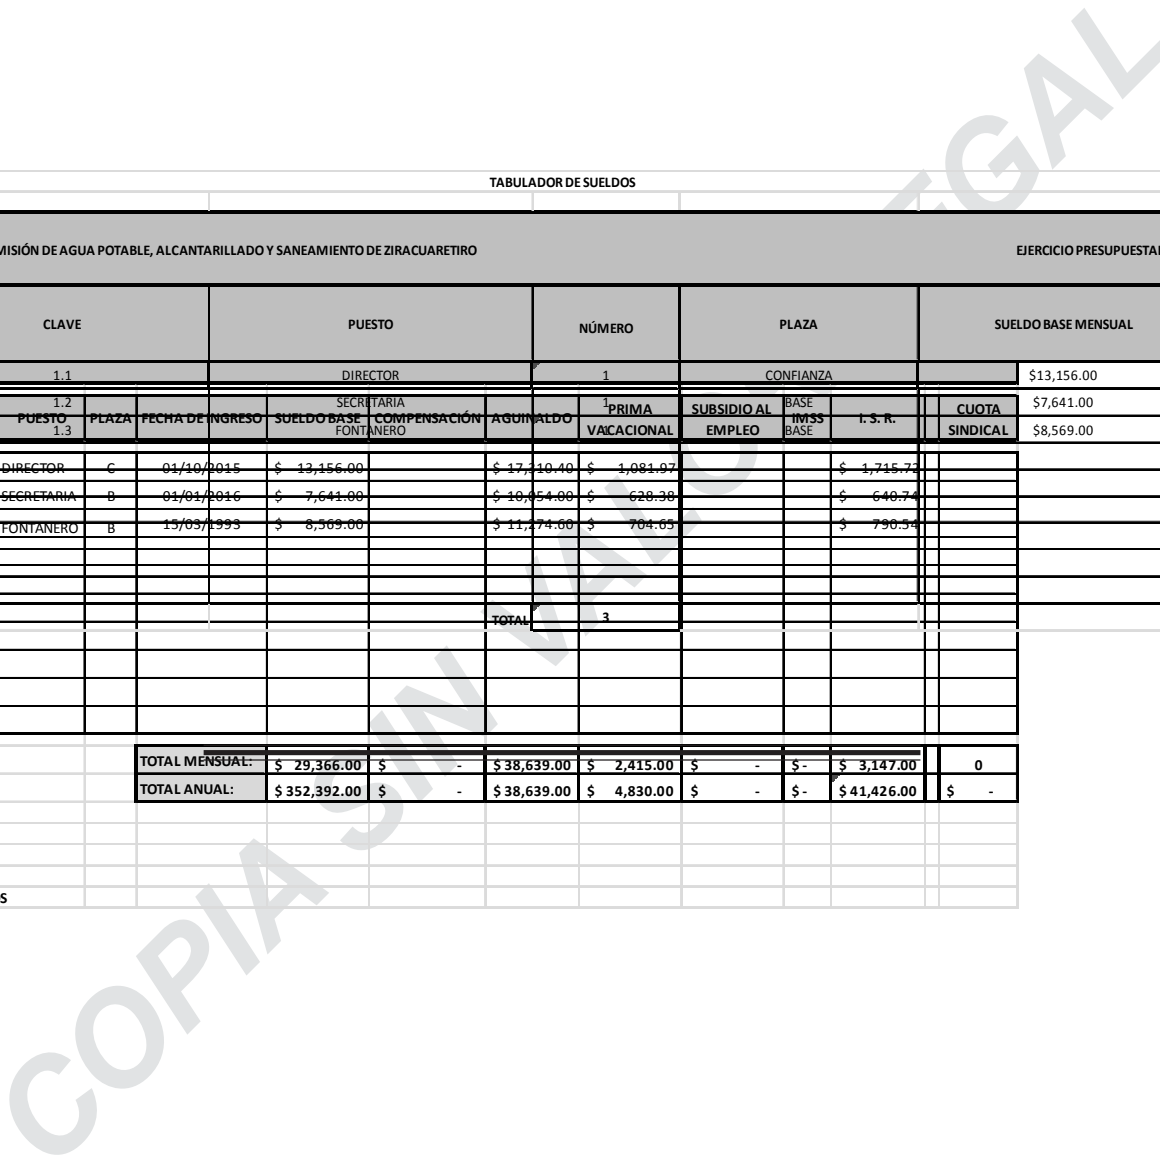 TABULADOR DE SUELDOS
MISIÓN DE AGUA POTABLE, ALCANTARILLADO Y SANEAMIENTO DE ZIRACUARETIRO EJERCICIO PRESUPUESTAL
CLAVE PUESTO NÚMERO PLAZA SUELDO BASE MENSUAL
1.1 DIRECTOR 1 CONFIANZA $13,156.00
1.2 SECRETARIA 1 BASE $7,641.00
1.3 FONTANERO 1 BASE $8,569.00
TOTAL 3
PUESTO PLAZA FECHA DE INGRESO SUELDO BASE COMPENSACIÓN AGUINALDO PRIMA VACACIONAL SUBSIDIO AL EMPLEO IMSS I. S. R. CUOTA SINDICAL
DIRECTOR C 01/10/2015 $ 13,156.00 $ 17,310.40 $ 1,081.97 $ 1,715.72
SECRETARIA B 01/01/2016 $ 7,641.00 $ 10,054.00 $ 628.38 $ 640.74
FONTANERO B 15/03/1993 $ 8,569.00 $ 11,274.60 $ 704.65 $ 790.54
TOTAL MENSUAL: $ 29,366.00 $ - $ 38,639.00 $ 2,415.00 $ - $ - $ 3,147.00 0
TOTAL ANUAL: $ 352,392.00 $ - $ 38,639.00 $ 4,830.00 $ - $ - $ 41,426.00 $ -
S
COPIA SIN VALOR LEGAL